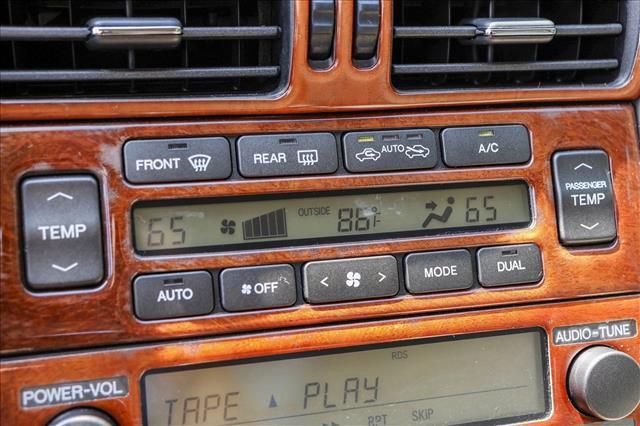 FRONT REAR AUTO A/C
TEMP PASSENGER
TEMP
65 OUTSIDE 86°F 65
AUTO OFF < > MODE DUAL
AUDIO-TUNE
POWER-VOL
RDS
TAPE ▲ PLAY
RPT SKIP